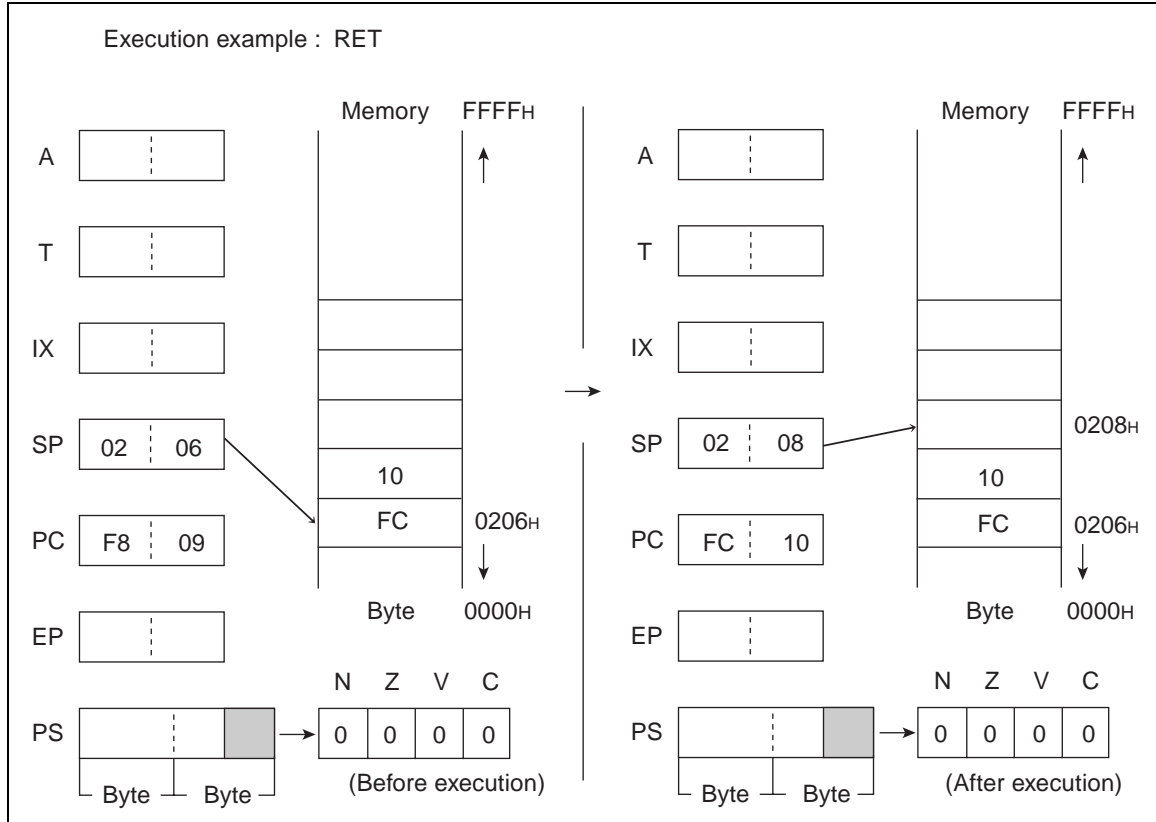 Execution example : RET
Memory FFFFH
A
T
IX
SP 02 06
10
FC 0206H
PC F8 09
Byte 0000H
EP
N Z V C
PS 0 0 0 0
Byte Byte (Before execution)
Memory FFFFH
A
T
IX
SP 02 08 0208H
10
FC 0206H
PC FC 10
Byte 0000H
EP
N Z V C
PS 0 0 0 0
Byte Byte (After execution)